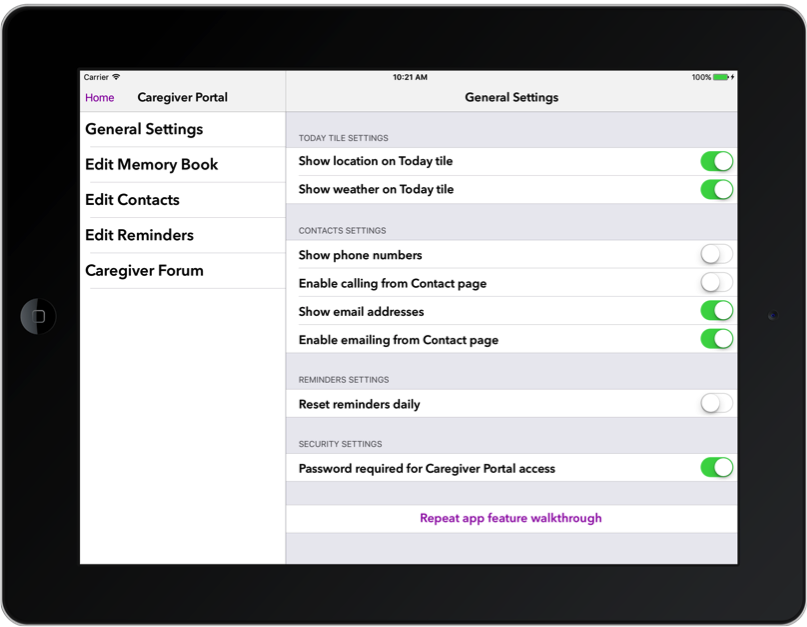 Carrier
10:21 AM
100%
Home
Caregiver Portal
General Settings
General Settings
Edit Memory Book
Edit Contacts
Edit Reminders
Caregiver Forum
TODAY TILE SETTINGS
Show location on Today tile
Show weather on Today tile
CONTACTS SETTINGS
Show phone numbers
Enable calling from Contact page
Show email addresses
Enable emailing from Contact page
REMINDERS SETTINGS
Reset reminders daily
SECURITY SETTINGS
Password required for Caregiver Portal access
Repeat app feature walkthrough